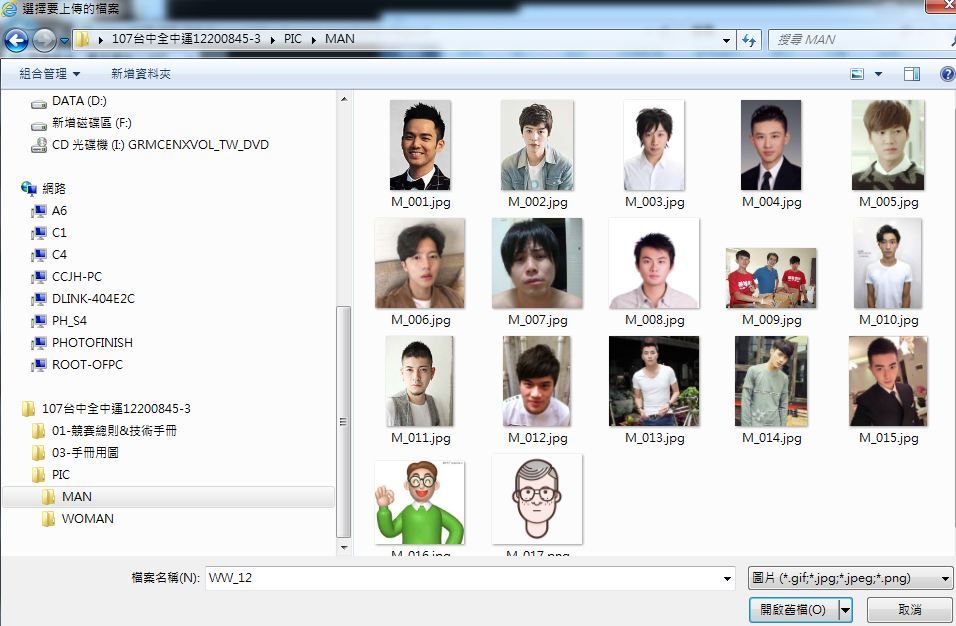 選擇要上傳的檔案
107台中全中運12200845-3 PIC MAN
搜尋 MAN
組合管理 新增資料夾
DATA (D:)
新增磁碟區 (F:)
CD 光碟機 (I:) GRMCENXVOL_TW_DVD
網路
A6
C1
C4
CCJH-PC
DLINK-404E2C
PH_S4
PHOTOFINISH
ROOT-OFPC
107台中全中運12200845-3
01-競賽總則&技術手冊
03-手冊用圖
PIC
MAN
WOMAN
M_001.jpg M_002.jpg M_003.jpg M_004.jpg M_005.jpg
M_006.jpg M_007.jpg M_008.jpg M_009.jpg M_010.jpg
M_011.jpg M_012.jpg M_013.jpg M_014.jpg M_015.jpg
M_016.jpg M_017.png
檔案名稱(N): WW_12
圖片 (*.gif;*.jpg;*.jpeg;*.png)
開啟舊檔(O) 取消